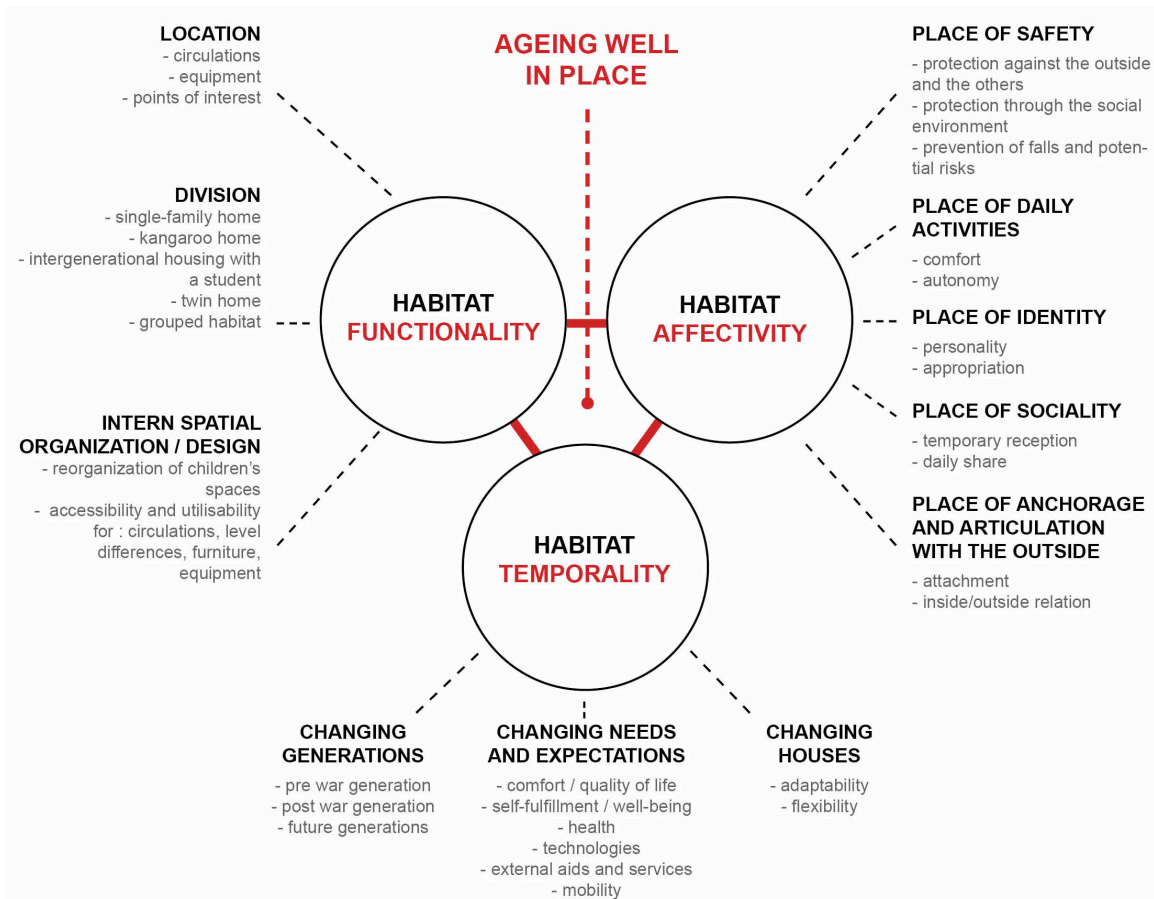 AGEING WELL
IN PLACE
LOCATION
- circulations
- equipment
- points of interest
DIVISION
- single-family home
- kangaroo home
- intergenerational housing with
a student
- twin home
- grouped habitat
INTERN SPATIAL
ORGANIZATION / DESIGN
- reorganization of children's
spaces
- accessibility and utilisability
for : circulations, level
differences, furniture,
equipment
HABITAT
FUNCTIONALITY
HABITAT
AFFECTIVITY
HABITAT
TEMPORALITY
PLACE OF SAFETY
- protection against the outside
and the others
- protection through the social
environment
- prevention of falls and poten-
tial risks
PLACE OF DAILY
ACTIVITIES
- comfort
- autonomy
PLACE OF IDENTITY
- personality
- appropriation
PLACE OF SOCIALITY
- temporary reception
- daily share
PLACE OF ANCHORAGE
AND ARTICULATION
WITH THE OUTSIDE
- attachment
- inside/outside relation
CHANGING
GENERATIONS
- pre war generation
- post war generation
- future generations
CHANGING NEEDS
AND EXPECTATIONS
- comfort / quality of life
- self-fulfillment / well-being
- health
- technologies
- external aids and services
- mobility
CHANGING
HOUSES
- adaptability
- flexibility